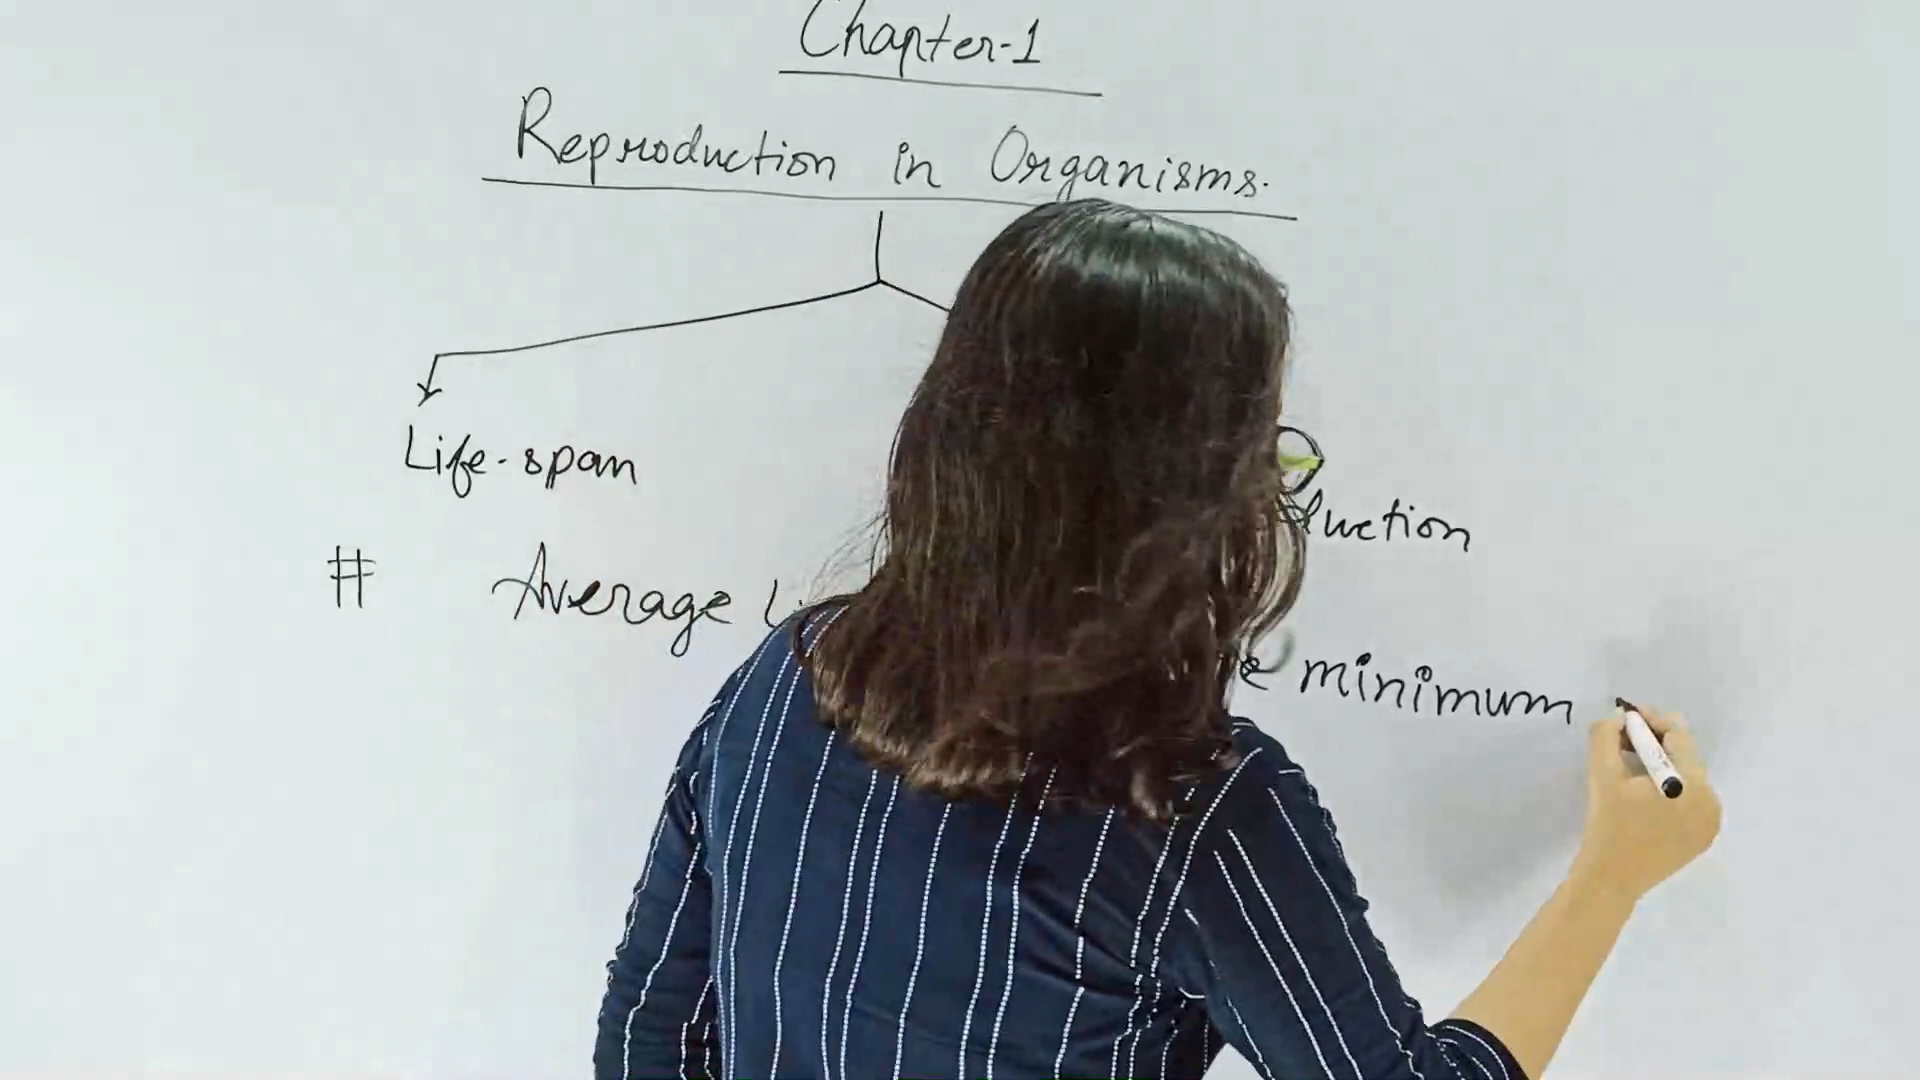 Chapter-1
Reproduction in Organisms.
Life-span
duction
# Average
minimum